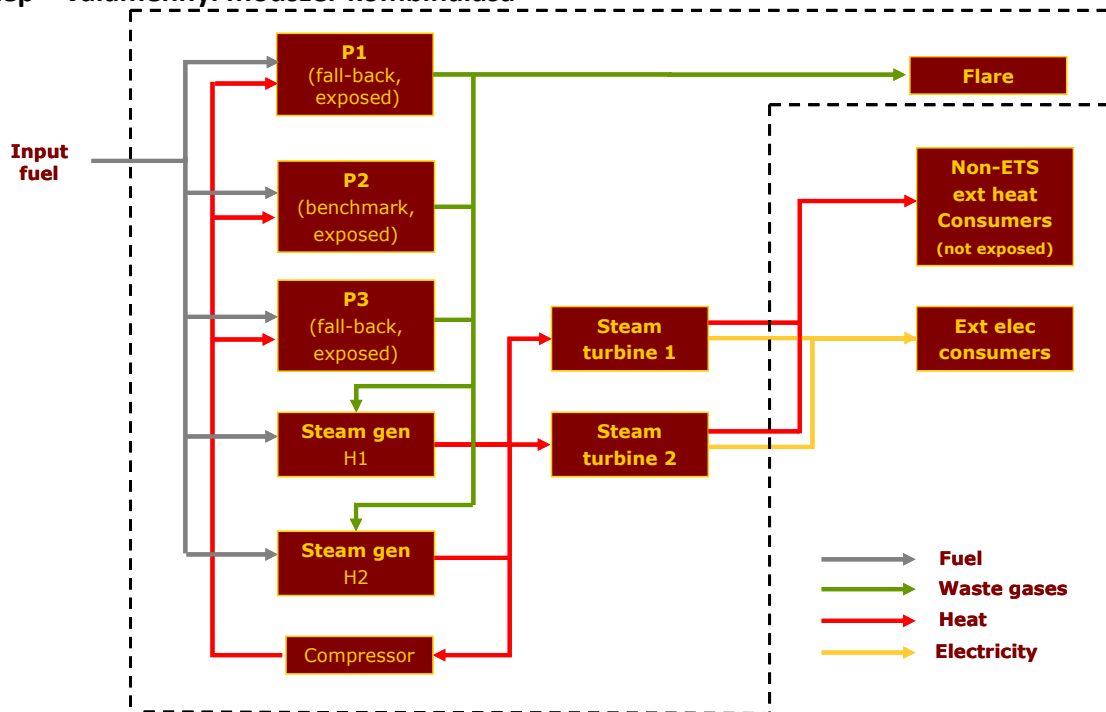 P1
(fall-back,
exposed)
Flare
Input
fuel
P2
(benchmark,
exposed)
Non-ETS
ext heat
Consumers
(not exposed)
P3
(fall-back,
exposed)
Steam
turbine 1
Ext elec
consumers
Steam gen
H1
Steam
turbine 2
Steam gen
H2
Compressor
Fuel
Waste gases
Heat
Electricity